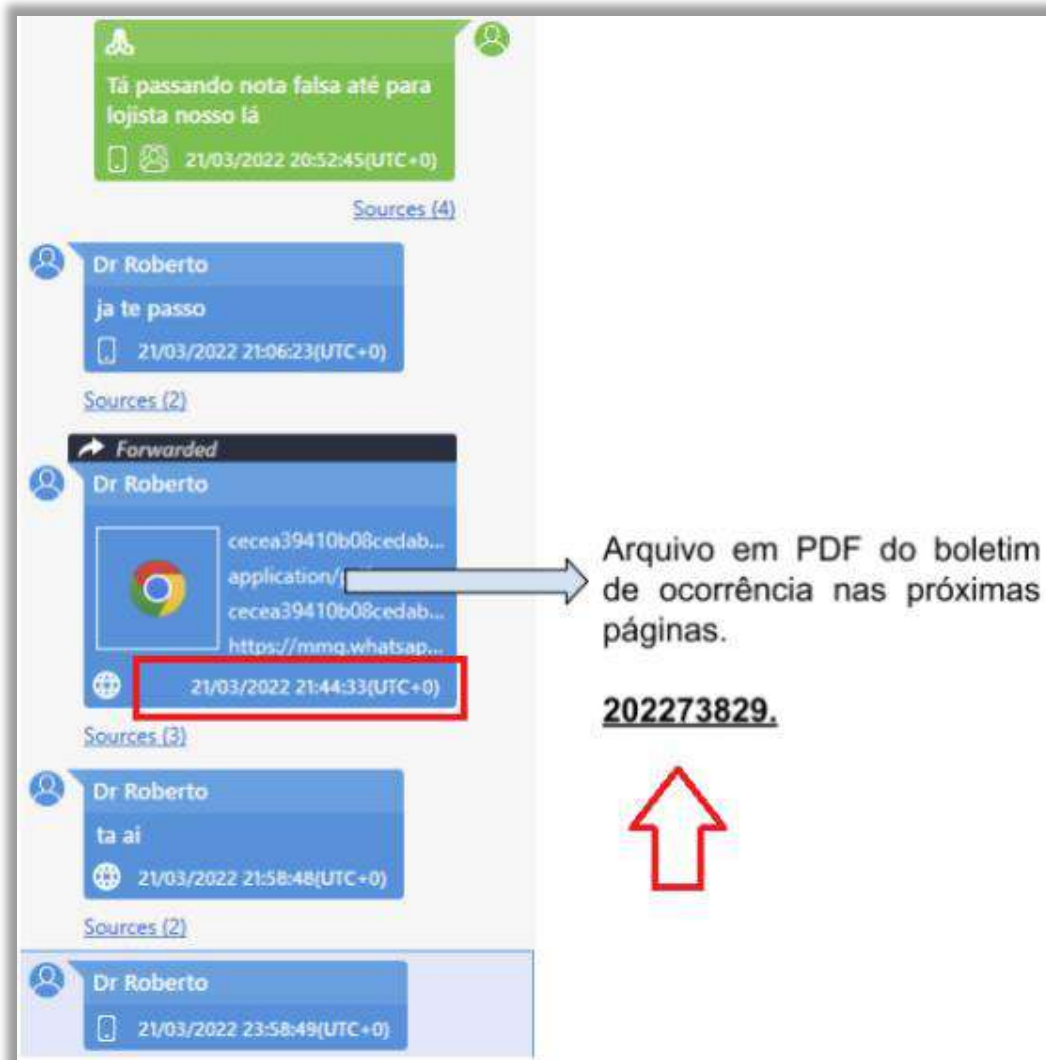 Tá passando nota falsa até para
lojista nosso lá
21/03/2022 20:52:45(UTC+0)
Sources (4)
Dr Roberto
ja te passo
21/03/2022 21:06:23(UTC+0)
Sources (2)
Forwarded
Dr Roberto
cecea39410b08cedab...
application/
cecea39410b08cedab...
https://mmg.whatsap...
21/03/2022 21:44:33(UTC+0)
Sources (3)
Arquivo em PDF do boletim
de ocorrência nas próximas
páginas.
202273829.
Dr Roberto
ta ai
21/03/2022 21:58:48(UTC+0)
Sources (2)
Dr Roberto
21/03/2022 23:58:49(UTC+0)